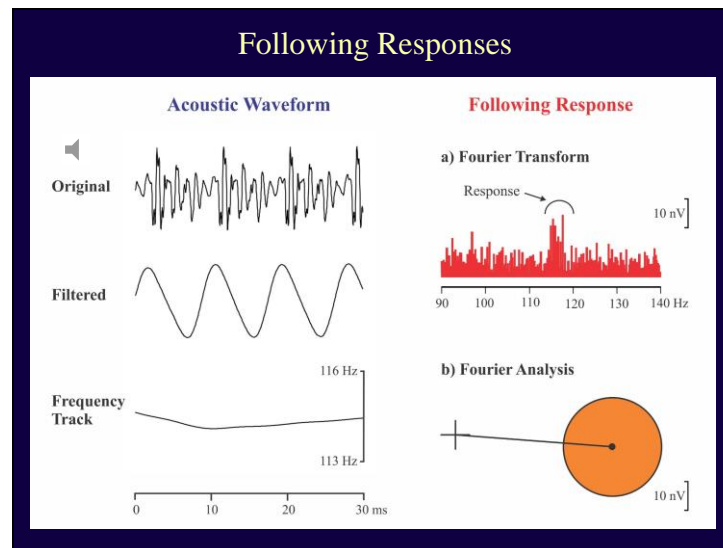 Following Responses
Acoustic Waveform
Original
Filtered
Frequency
Track
116 Hz
113 Hz
0 10 20 30 ms
Following Response
a) Fourier Transform
Response
10 nV
90 100 110 120 130 140 Hz
b) Fourier Analysis
10 nV